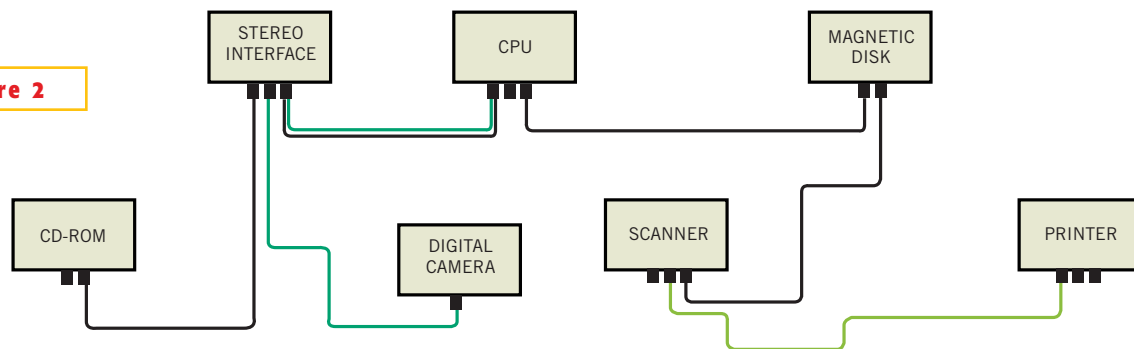 STEREO
INTERFACE
CPU
MAGNETIC
DISK
re 2
CD-ROM
DIGITAL
CAMERA
SCANNER
PRINTER